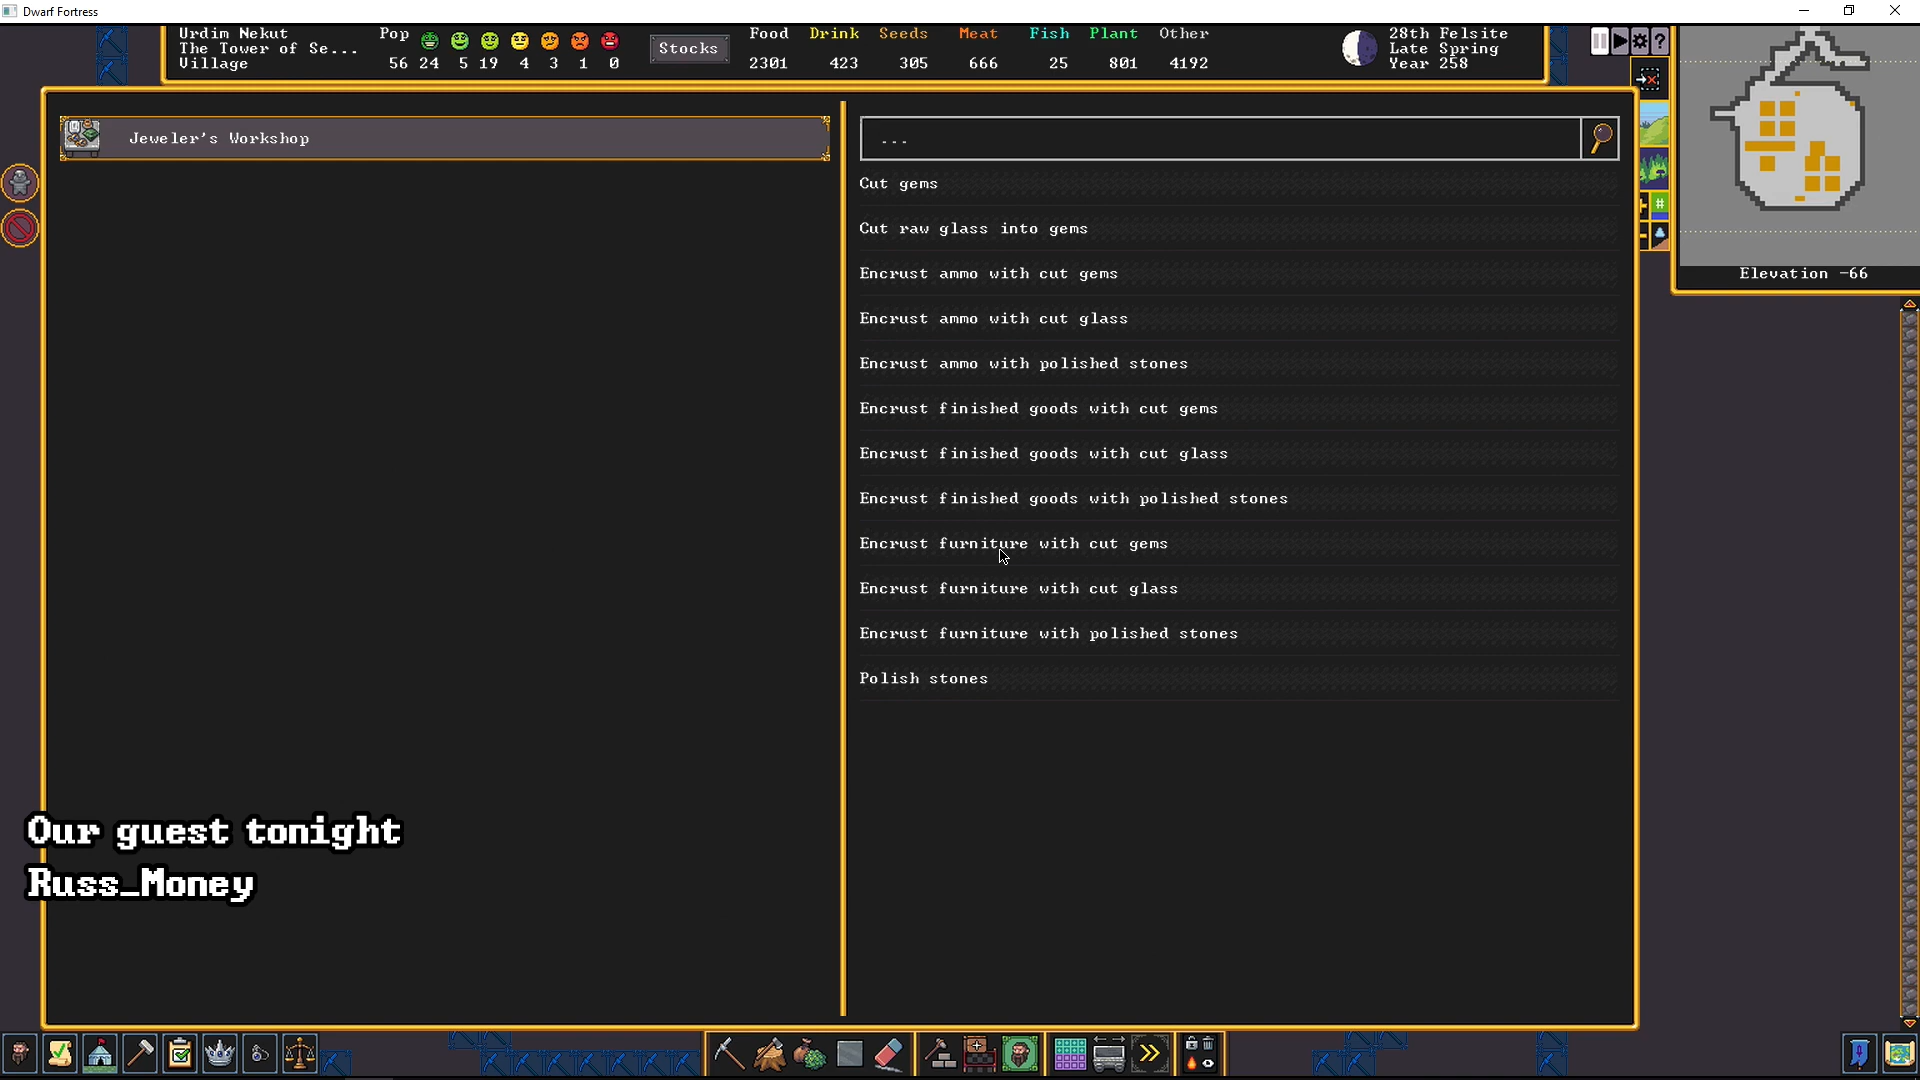 Dwarf Fortress
Urdim Nekut
The Tower of Se...
Village
Pop
56 24 5 19 4 3 1 0
Stocks
Food Drink Seeds Meat Fish Plant Other
2301 423 305 666 25 801 4192
28th Felsite
Late Spring
Year 258
Elevation -66
Jeweler's Workshop
...
Cut gems
Cut raw glass into gems
Encrust ammo with cut gems
Encrust ammo with cut glass
Encrust ammo with polished stones
Encrust finished goods with cut gems
Encrust finished goods with cut glass
Encrust finished goods with polished stones
Encrust furniture with cut gems
Encrust furniture with cut glass
Encrust furniture with polished stones
Polish stones
Our guest tonight
Russ_Money